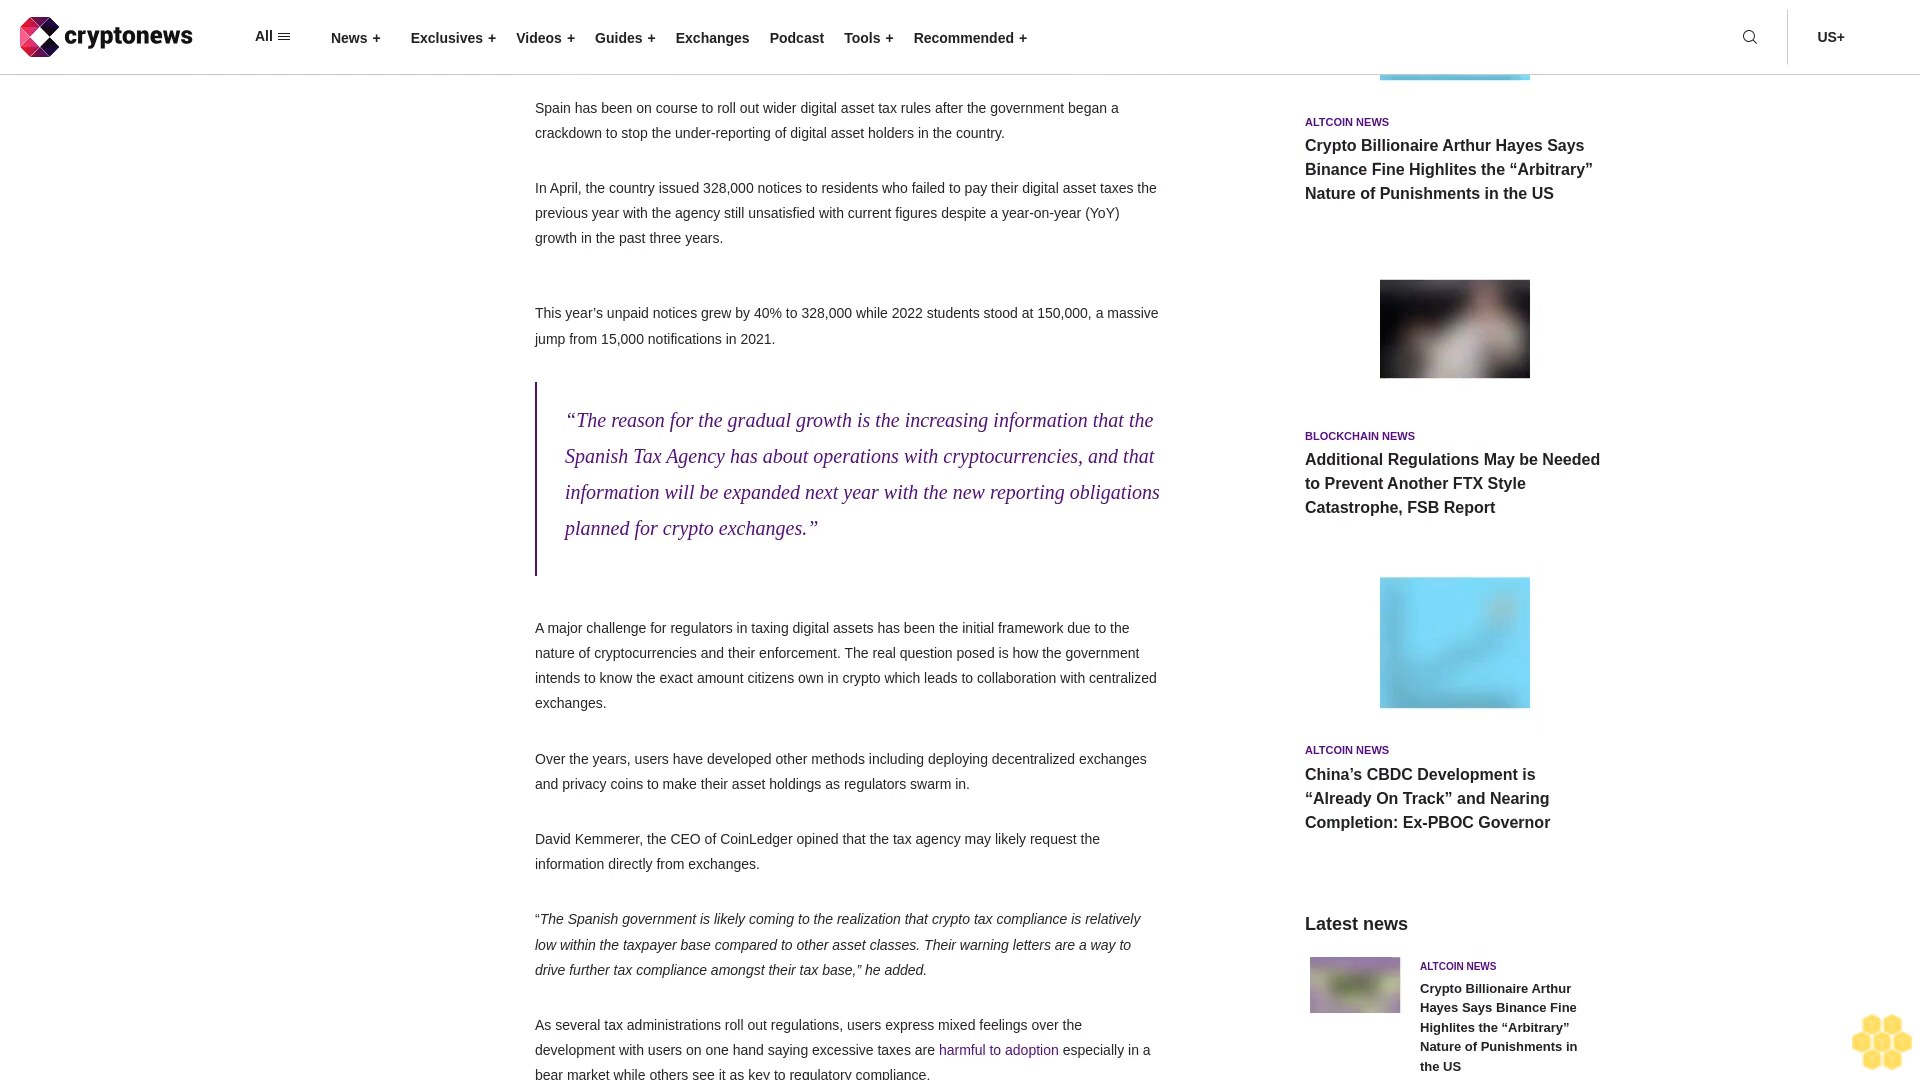 cryptonews
All
News +
Exclusives +
Videos +
Guides +
Exchanges
Podcast
Tools +
Recommended +
US+
Spain has been on course to roll out wider digital asset tax rules after the government began a
crackdown to stop the under-reporting of digital asset holders in the country.
In April, the country issued 328,000 notices to residents who failed to pay their digital asset taxes the
previous year with the agency still unsatisfied with current figures despite a year-on-year (YoY)
growth in the past three years.
This year’s unpaid notices grew by 40% to 328,000 while 2022 students stood at 150,000, a massive
jump from 15,000 notifications in 2021.
“The reason for the gradual growth is the increasing information that the
Spanish Tax Agency has about operations with cryptocurrencies, and that
information will be expanded next year with the new reporting obligations
planned for crypto exchanges.”
A major challenge for regulators in taxing digital assets has been the initial framework due to the
nature of cryptocurrencies and their enforcement. The real question posed is how the government
intends to know the exact amount citizens own in crypto which leads to collaboration with centralized
exchanges.
Over the years, users have developed other methods including deploying decentralized exchanges
and privacy coins to make their asset holdings as regulators swarm in.
David Kemmerer, the CEO of CoinLedger opined that the tax agency may likely request the
information directly from exchanges.
“The Spanish government is likely coming to the realization that crypto tax compliance is relatively
low within the taxpayer base compared to other asset classes. Their warning letters are a way to
drive further tax compliance amongst their tax base,” he added.
As several tax administrations roll out regulations, users express mixed feelings over the
development with users on one hand saying excessive taxes are harmful to adoption especially in a
bear market while others see it as key to regulatory compliance.
ALTCOIN NEWS
Crypto Billionaire Arthur Hayes Says
Binance Fine Highlites the “Arbitrary”
Nature of Punishments in the US
BLOCKCHAIN NEWS
Additional Regulations May be Needed
to Prevent Another FTX Style
Catastrophe, FSB Report
ALTCOIN NEWS
China’s CBDC Development is
“Already On Track” and Nearing
Completion: Ex-PBOC Governor
Latest news
ALTCOIN NEWS
Crypto Billionaire Arthur
Hayes Says Binance Fine
Highlites the “Arbitrary”
Nature of Punishments in
the US